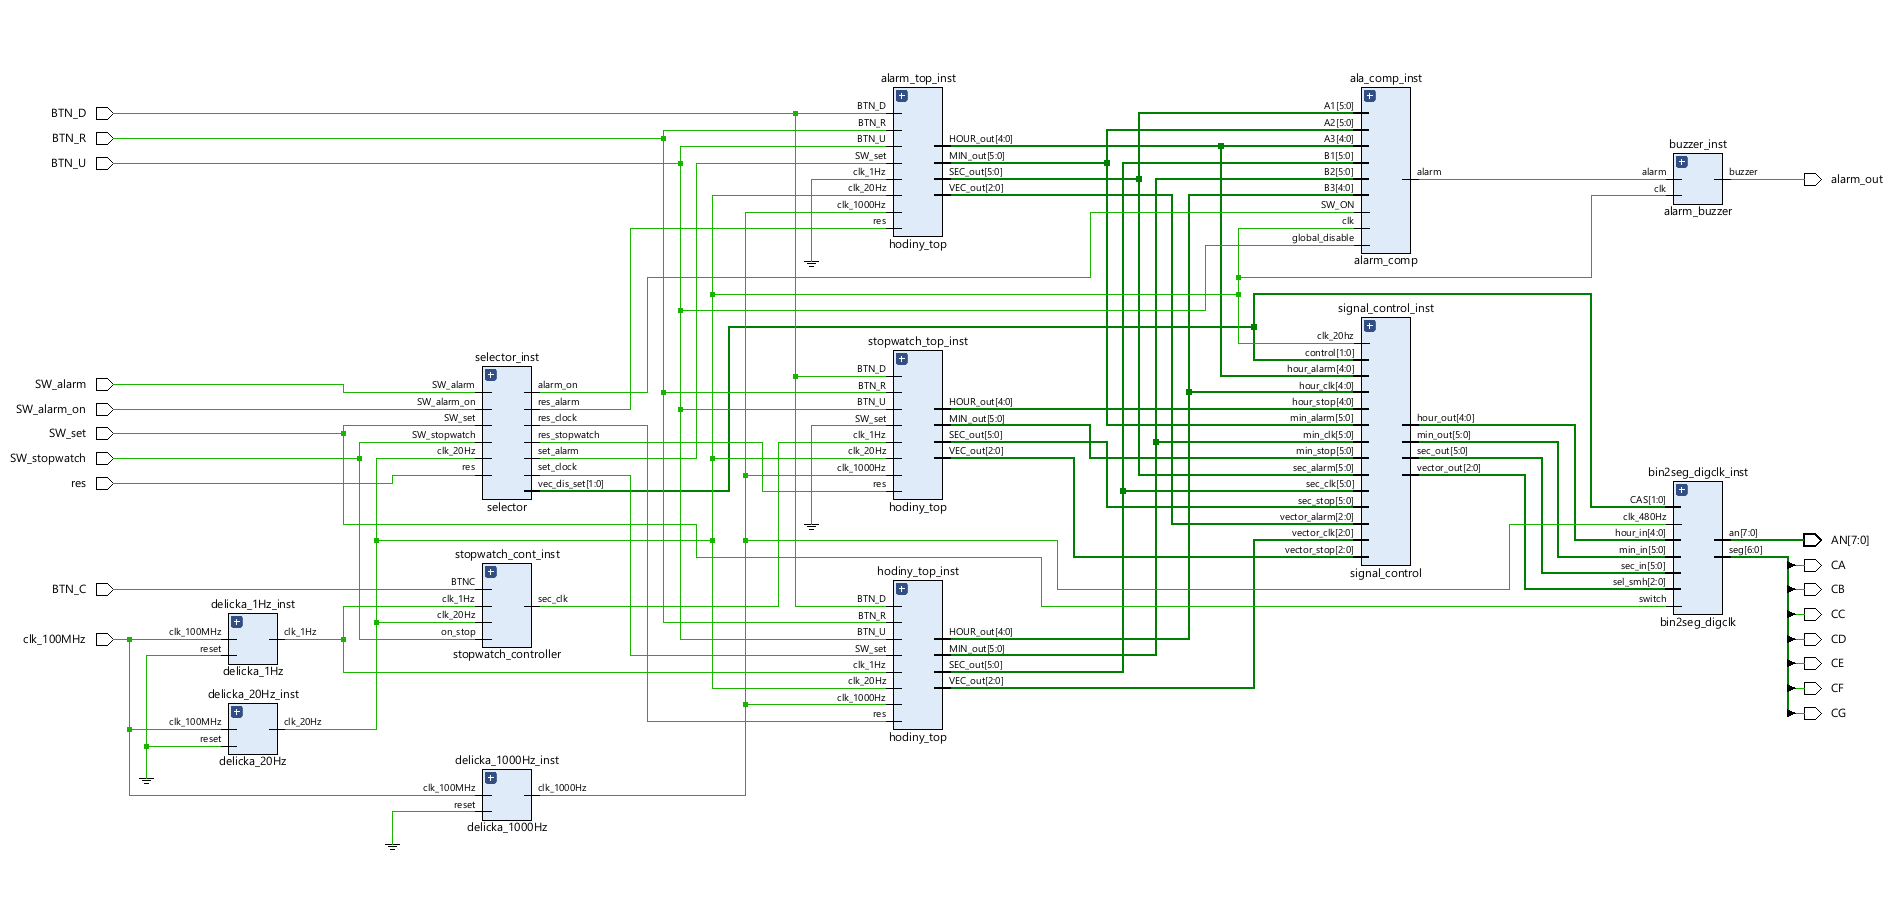 BTN_D
BTN_R
BTN_U
SW_alarm
SW_alarm_on
SW_set
SW_stopwatch
res
BTN_C
clk_100MHz
delicka_1Hz_inst
clk_100MHz
reset
clk_1Hz
delicka_1Hz
delicka_20Hz_inst
clk_100MHz
reset
clk_20Hz
delicka_20Hz
selector_inst
SW_alarm
SW_alarm_on
SW_set
SW_stopwatch
clk_20Hz
res
alarm_on
res_alarm
res_clock
res_stopwatch
set_alarm
set_clock
vec_dis_set[1:0]
selector
stopwatch_cont_inst
BTNC
clk_1Hz
clk_20Hz
on_stop
sec_clk
stopwatch_controller
delicka_1000Hz_inst
clk_100MHz
reset
clk_1000Hz
delicka_1000Hz
alarm_top_inst
BTN_D
BTN_R
BTN_U
SW_set
clk_1Hz
clk_20Hz
clk_1000Hz
res
HOUR_out[4:0]
MIN_out[5:0]
SEC_out[5:0]
VEC_out[2:0]
hodiny_top
stopwatch_top_inst
BTN_D
BTN_R
BTN_U
SW_set
clk_1Hz
clk_20Hz
clk_1000Hz
res
HOUR_out[4:0]
MIN_out[5:0]
SEC_out[5:0]
VEC_out[2:0]
hodiny_top
hodiny_top_inst
BTN_D
BTN_R
BTN_U
SW_set
clk_1Hz
clk_20Hz
clk_1000Hz
res
HOUR_out[4:0]
MIN_out[5:0]
SEC_out[5:0]
VEC_out[2:0]
hodiny_top
ala_comp_inst
A1[5:0]
A2[5:0]
A3[4:0]
B1[5:0]
B2[5:0]
B3[4:0]
SW_ON
clk
global_disable
alarm
alarm_comp
signal_control_inst
clk_20hz
control[1:0]
hour_alarm[4:0]
hour_clk[4:0]
hour_stop[4:0]
min_alarm[5:0]
min_clk[5:0]
min_stop[5:0]
sec_alarm[5:0]
sec_clk[5:0]
sec_stop[5:0]
vector_alarm[2:0]
vector_clk[2:0]
vector_stop[2:0]
hour_out[4:0]
min_out[5:0]
sec_out[5:0]
vector_out[2:0]
signal_control
buzzer_inst
alarm
clk
buzzer
alarm_buzzer
bin2seg_digclk_inst
CAS[1:0]
clk_480Hz
hour_in[4:0]
min_in[5:0]
sec_in[5:0]
sel_smh[2:0]
switch
an[7:0]
seg[6:0]
bin2seg_digclk
alarm_out
AN[7:0]
CA
CB
CC
CD
CE
CF
CG